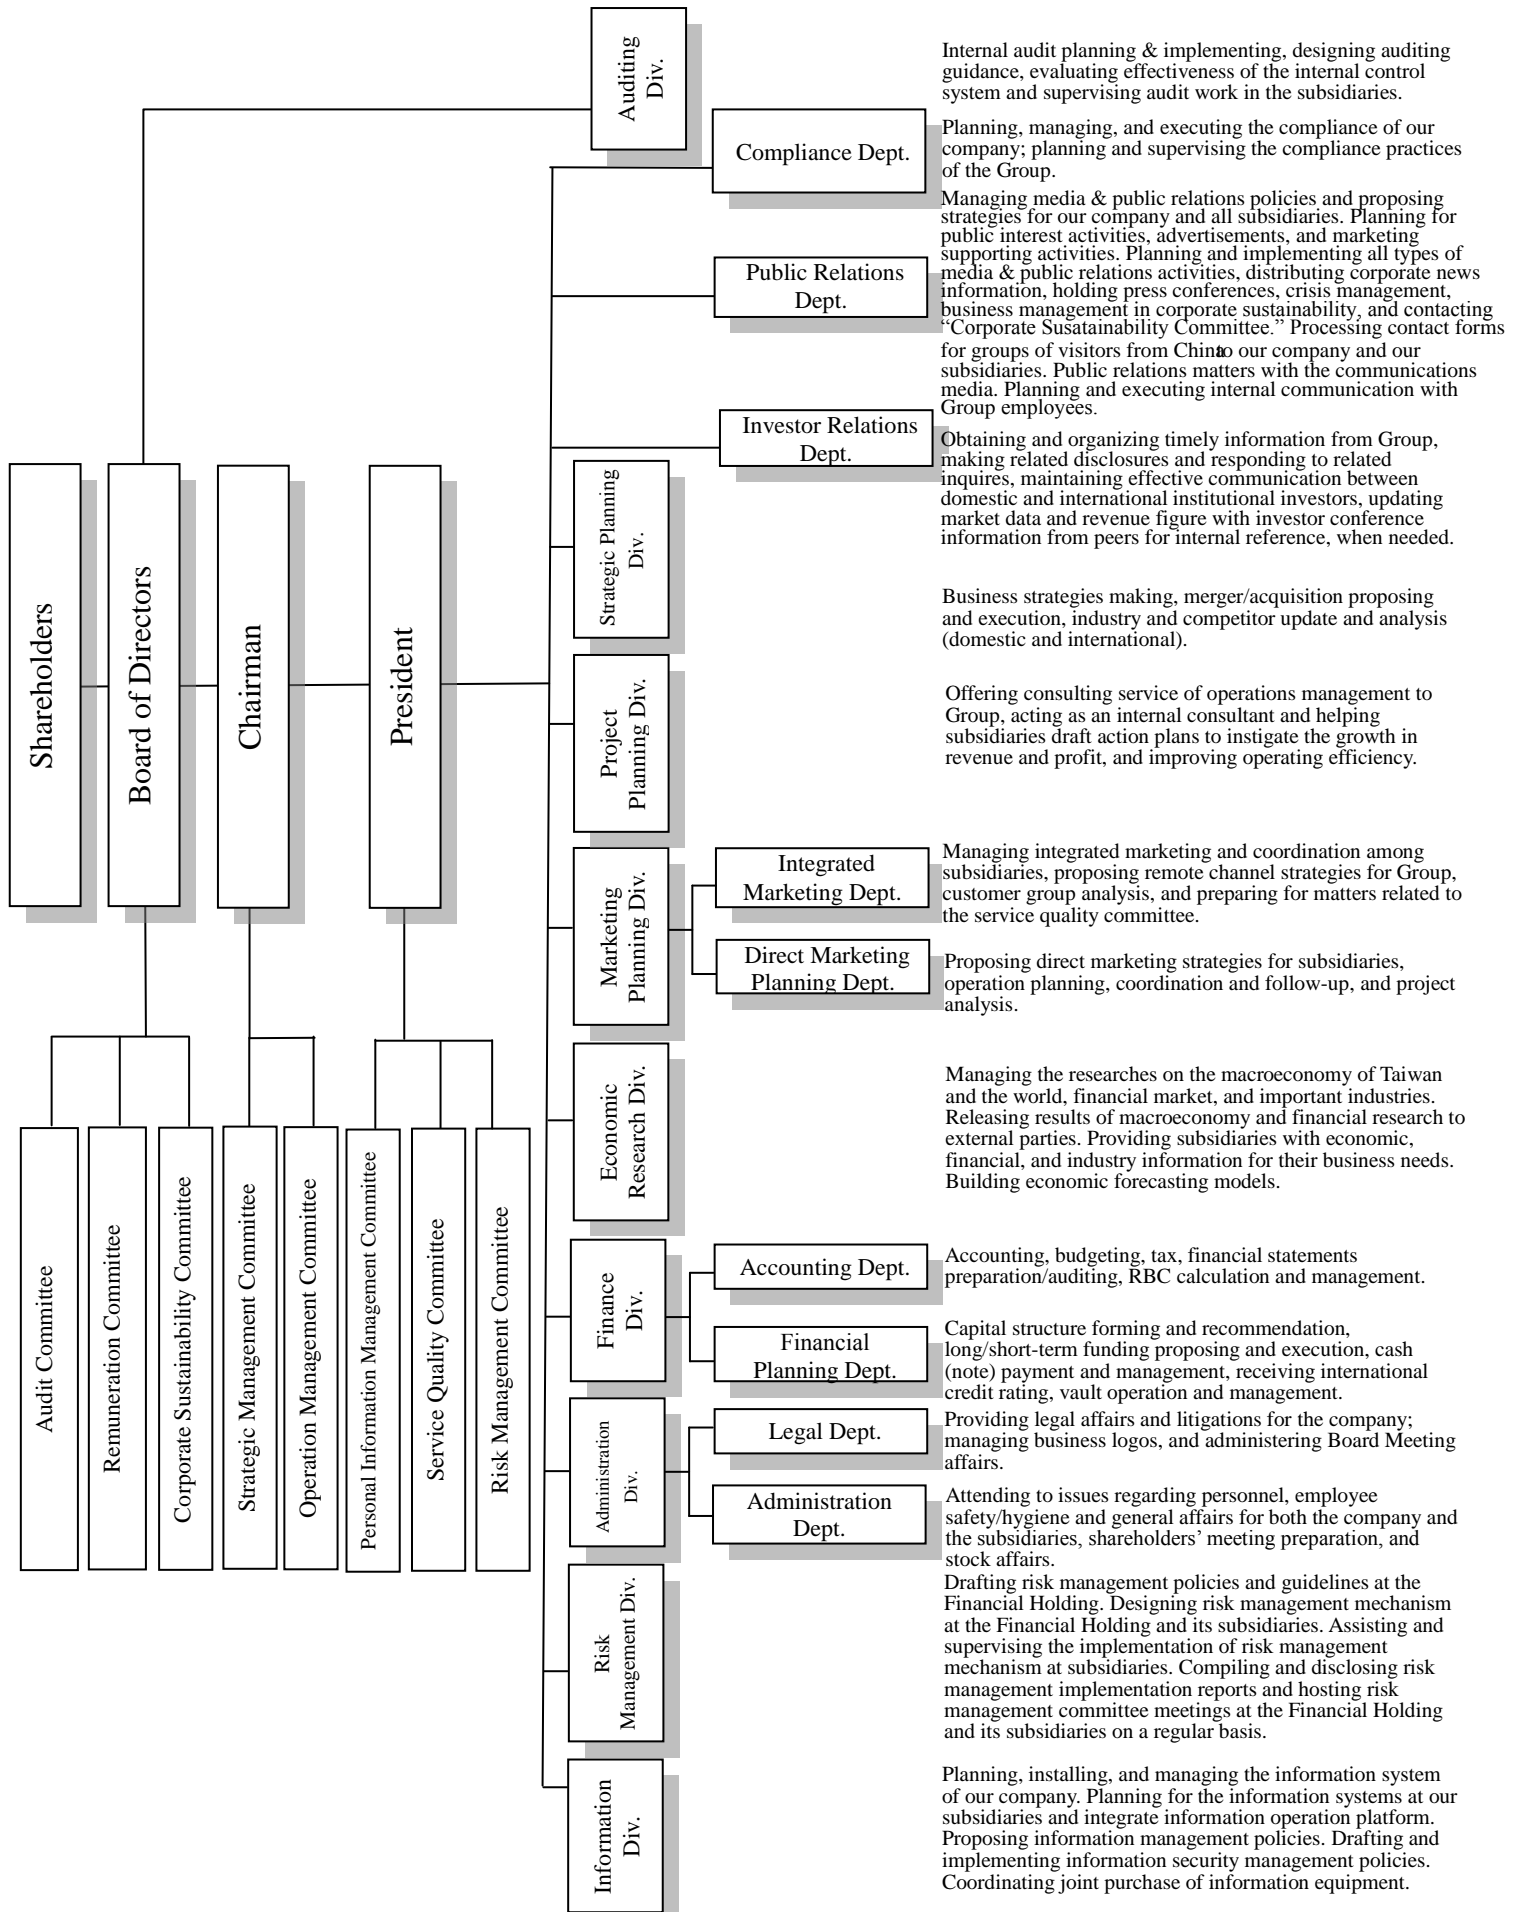 Shareholders
Board of Directors
Chairman
President
Audit Committee
Remuneration Committee
Corporate Sustainability Committee
Strategic Management Committee
Operation Management Committee
Personal Information Management Committee
Service Quality Committee
Risk Management Committee
Auditing
Div.
Internal audit planning & implementing, designing auditing
guidance, evaluating effectiveness of the internal control
system and supervising audit work in the subsidiaries.
Compliance Dept.
Planning, managing, and executing the compliance of our
company; planning and supervising the compliance practices
of the Group.
Public Relations
Dept.
Managing media & public relations policies and proposing
strategies for our company and all subsidiaries. Planning for
public interest activities, advertisements, and marketing
supporting activities. Planning and implementing all types of
media & public relations activities, distributing corporate news
information, holding press conferences, crisis management,
business management in corporate sustainability, and contacting
“Corporate Susatainability Committee.” Processing contact forms
for groups of visitors from China to our company and our
subsidiaries. Public relations matters with the communications
media. Planning and executing internal communication with
Group employees.
Investor Relations
Dept.
Obtaining and organizing timely information from Group,
making related disclosures and responding to related
inquires, maintaining effective communication between
domestic and international institutional investors, updating
market data and revenue figure with investor conference
information from peers for internal reference, when needed.
Strategic Planning
Div.
Business strategies making, merger/acquisition proposing
and execution, industry and competitor update and analysis
(domestic and international).
Project
Planning Div.
Offering consulting service of operations management to
Group, acting as an internal consultant and helping
subsidiaries draft action plans to instigate the growth in
revenue and profit, and improving operating efficiency.
Marketing
Planning Div.
Integrated
Marketing Dept.
Managing integrated marketing and coordination among
subsidiaries, proposing remote channel strategies for Group,
customer group analysis, and preparing for matters related to
the service quality committee.
Direct Marketing
Planning Dept.
Proposing direct marketing strategies for subsidiaries,
operation planning, coordination and follow-up, and project
analysis.
Economic
Research Div.
Managing the researches on the macroeconomy of Taiwan
and the world, financial market, and important industries.
Releasing results of macroeconomy and financial research to
external parties. Providing subsidiaries with economic,
financial, and industry information for their business needs.
Building economic forecasting models.
Finance
Div.
Accounting Dept.
Accounting, budgeting, tax, financial statements
preparation/auditing, RBC calculation and management.
Financial
Planning Dept.
Capital structure forming and recommendation,
long/short-term funding proposing and execution, cash
(note) payment and management, receiving international
credit rating, vault operation and management.
Administration
Div.
Legal Dept.
Providing legal affairs and litigations for the company;
managing business logos, and administering Board Meeting
affairs.
Administration
Dept.
Attending to issues regarding personnel, employee
safety/hygiene and general affairs for both the company and
the subsidiaries, shareholders’ meeting preparation, and
stock affairs.
Risk
Management Div.
Drafting risk management policies and guidelines at the
Financial Holding. Designing risk management mechanism
at the Financial Holding and its subsidiaries. Assisting and
supervising the implementation of risk management
mechanism at subsidiaries. Compiling and disclosing risk
management implementation reports and hosting risk
management committee meetings at the Financial Holding
and its subsidiaries on a regular basis.
Information
Div.
Planning, installing, and managing the information system
of our company. Planning for the information systems at our
subsidiaries and integrate information operation platform.
Proposing information management policies. Drafting and
implementing information security management policies.
Coordinating joint purchase of information equipment.